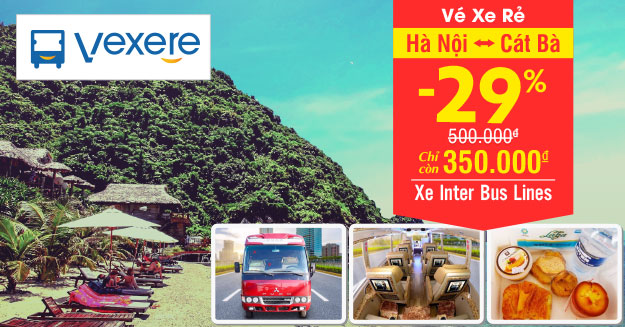 Vexere
Vé Xe Rẻ
Hà Nội ↔ Cát Bà
-29%
500.000đ
Chỉ còn 350.000đ
Xe Inter Bus Lines